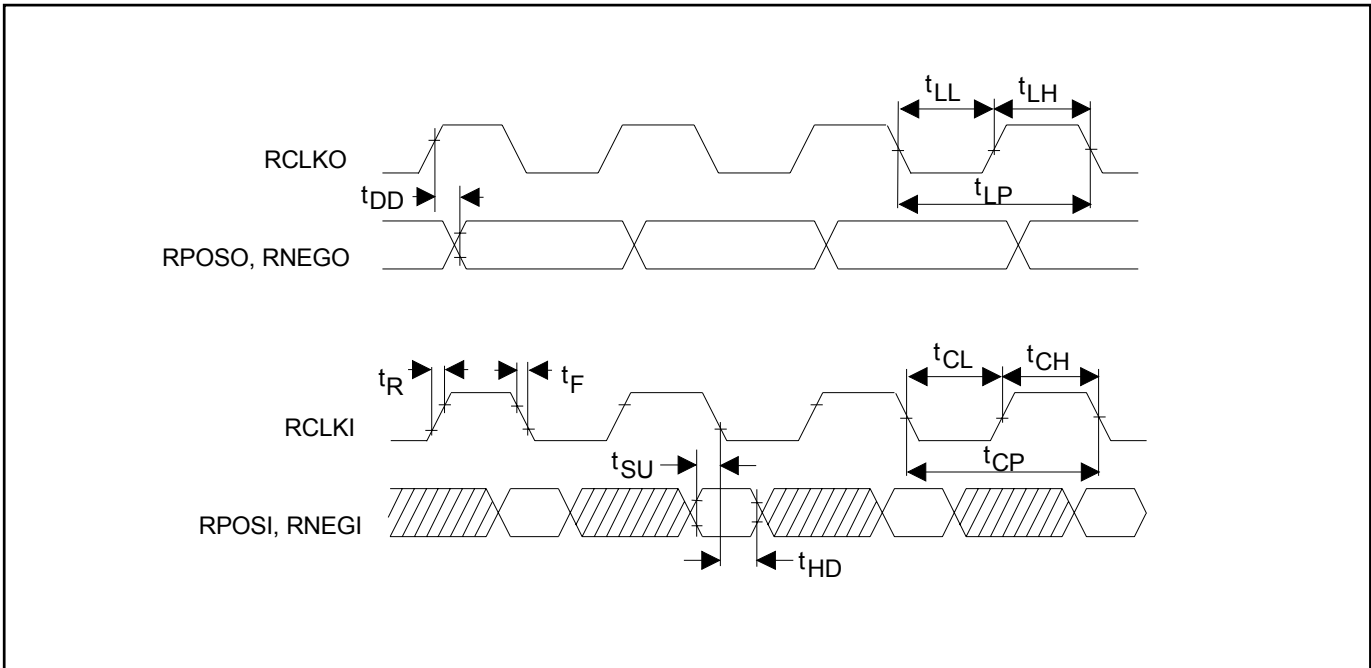 tLL
tLH
RCLKO
tDD
tLP
RPOSO, RNEGO
tR
tF
tCL
tCH
RCLKI
tSU
tCP
RPOSI, RNEGI
tHD